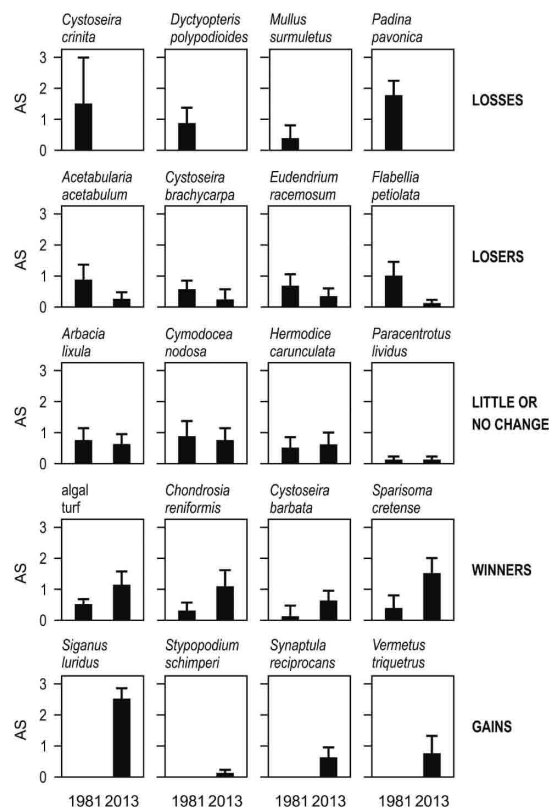 Cystoseira crinita
Dyctyopteris polypodioides
Mullus surmuletus
Padina pavonica
AS
3
2
1
0
LOSSES
Acetabularia acetabulum
Cystoseira brachycarpa
Eudendrium racemosum
Flabellia petiolata
AS
3
2
1
0
LOSERS
Arbacia lixula
Cymodocea nodosa
Hermodice carunculata
Paracentrotus lividus
AS
3
2
1
0
LITTLE OR
NO CHANGE
algal turf
Chondrosia reniformis
Cystoseira barbata
Sparisoma cretense
AS
3
2
1
0
WINNERS
Siganus luridus
Stypopodium schimperi
Synaptula reciprocans
Vermetus triquetrus
AS
3
2
1
0
GAINS
1981 2013 1981 2013 1981 2013 1981 2013